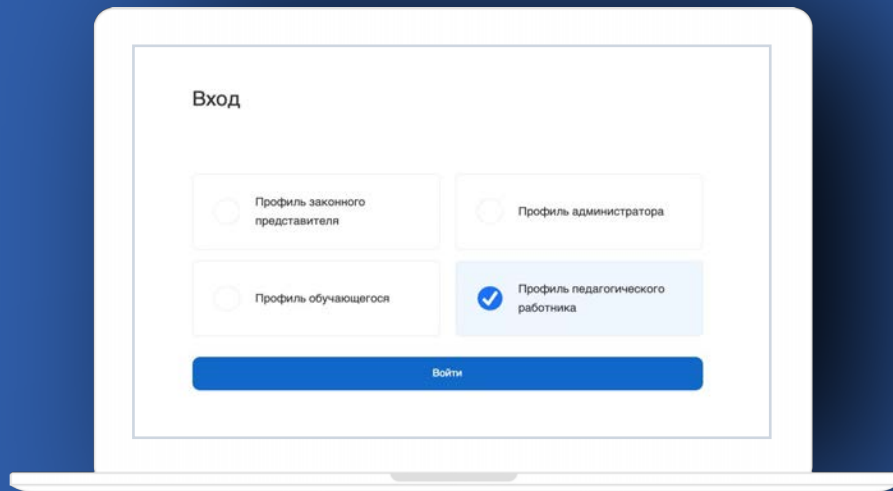 Вход
Профиль законного
представителя
Профиль администратора
Профиль обучающегося
Профиль педагогического
работника
Войти